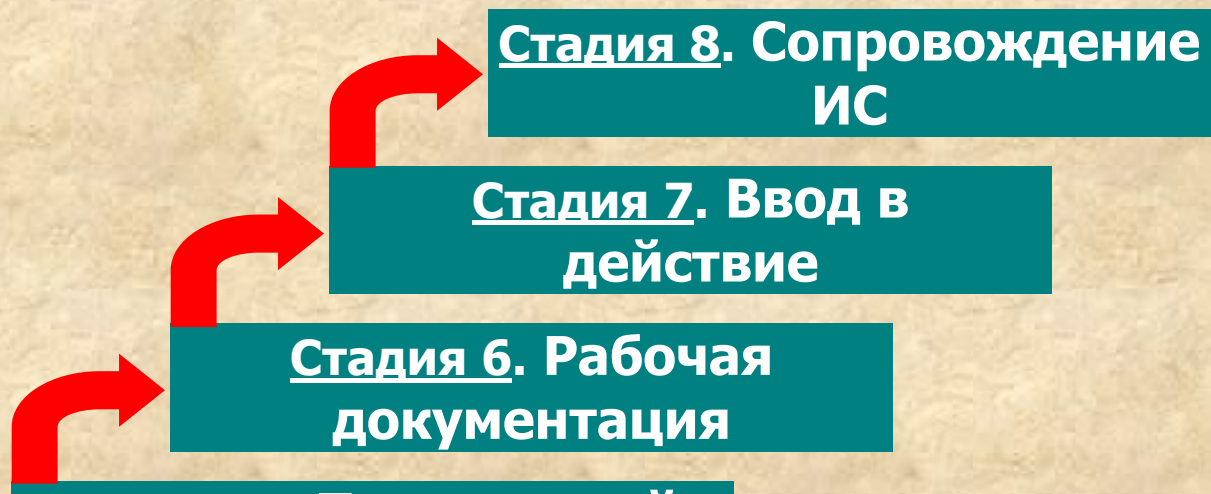 Стадия 8. Сопровождение
ИС
Стадия 7. Ввод в
действие
Стадия 6. Рабочая
документация